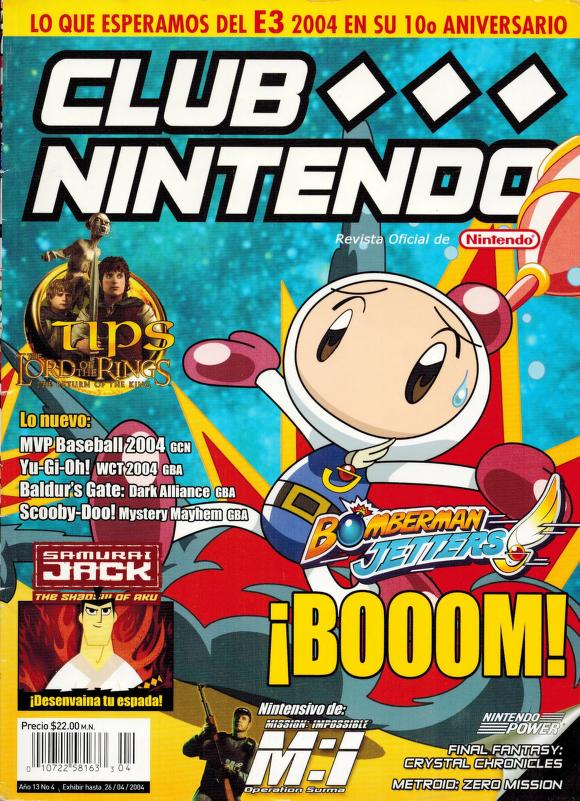 LO QUE ESPERAMOS DEL E3 2004 EN SU 10o ANIVERSARIO
CLUB
NINTENDO
Revista Oficial de Nintendo
TIPS
THE
LORD OF THE RINGS
THE RETURN OF THE KING
Lo nuevo:
MVP Baseball 2004 GCN
Yu-Gi-Oh! WCT 2004 GBA
Baldur's Gate: Dark Alliance GBA
Scooby-Doo! Mystery Mayhem GBA
BOMBERMAN
JETTERS
SAMURAI
JACK
THE SHADOW OF AKU
¡Desenvaina tu espada!
¡BOOOM!
Precio $22.00 M.N.
0 10722 58163 3 04
Año 13 No 4 Exhibir hasta 26/04/2004
Nintensivo de:
MISSION: IMPOSSIBLE
M:I
Operation Surma
NINTENDO
POWER
FINAL FANTASY:
CRYSTAL CHRONICLES
METROID: ZERO MISSION